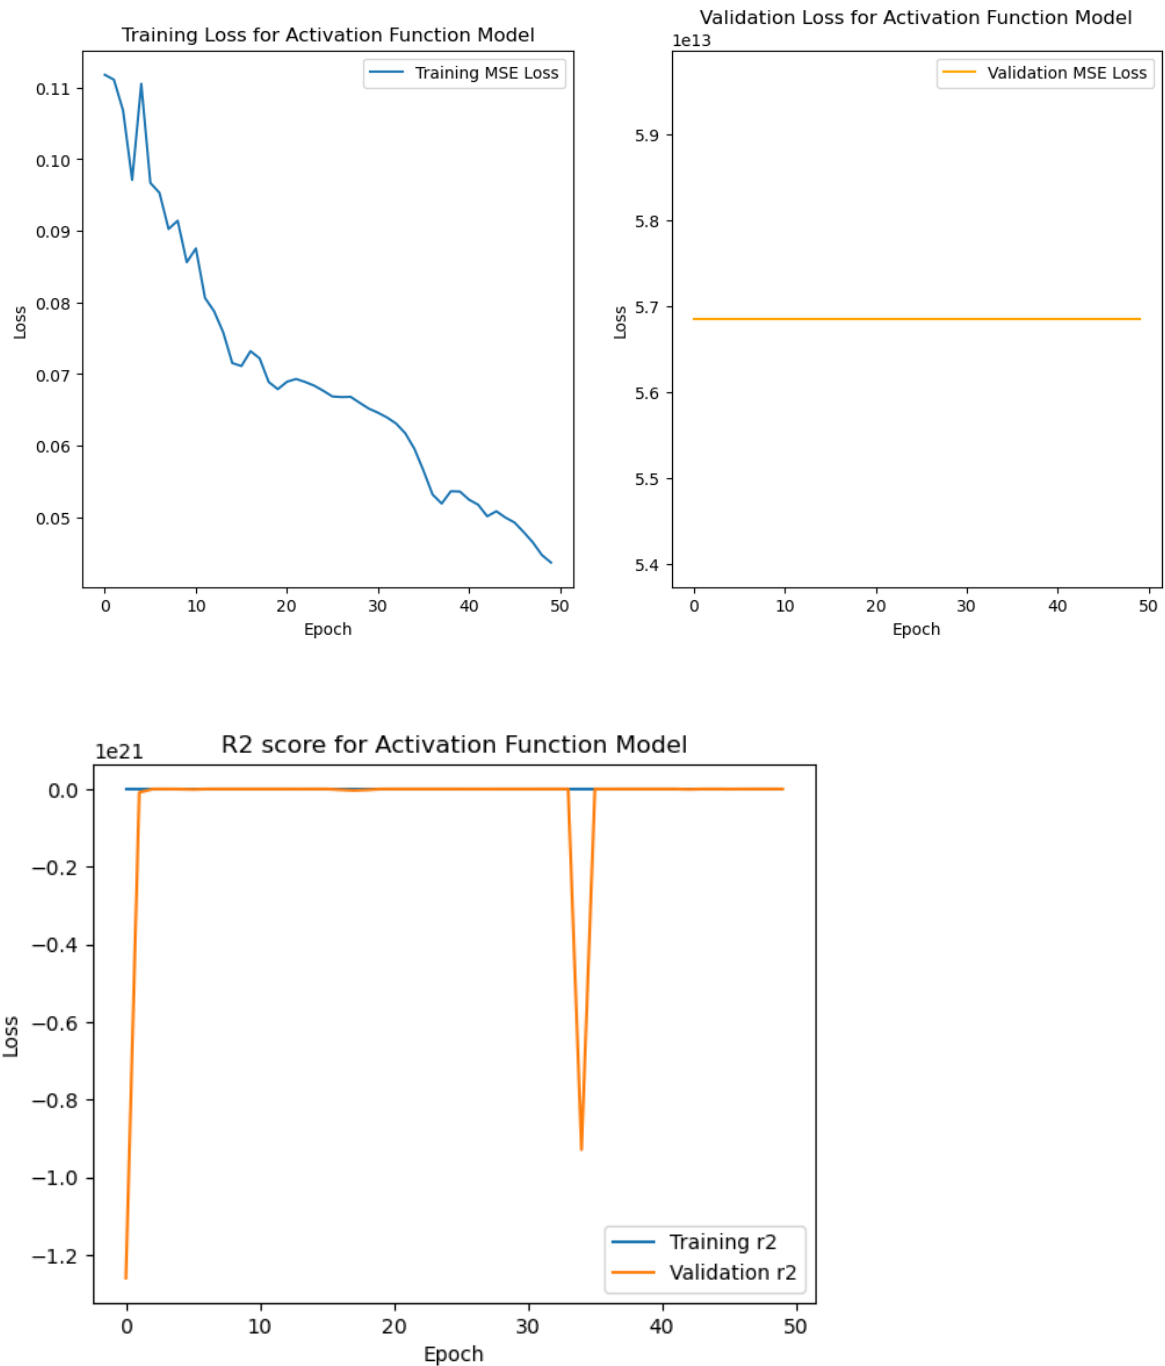 Training Loss for Activation Function Model
Training MSE Loss
0.11
0.10
0.09
0.08
0.07
0.06
0.05
Loss
0 10 20 30 40 50
Epoch
Validation Loss for Activation Function Model
1e13
Validation MSE Loss
5.9
5.8
5.7
5.6
5.5
5.4
Loss
0 10 20 30 40 50
Epoch
R2 score for Activation Function Model
1e21
0.0
−0.2
−0.4
−0.6
−0.8
−1.0
−1.2
Loss
Training r2
Validation r2
0 10 20 30 40 50
Epoch